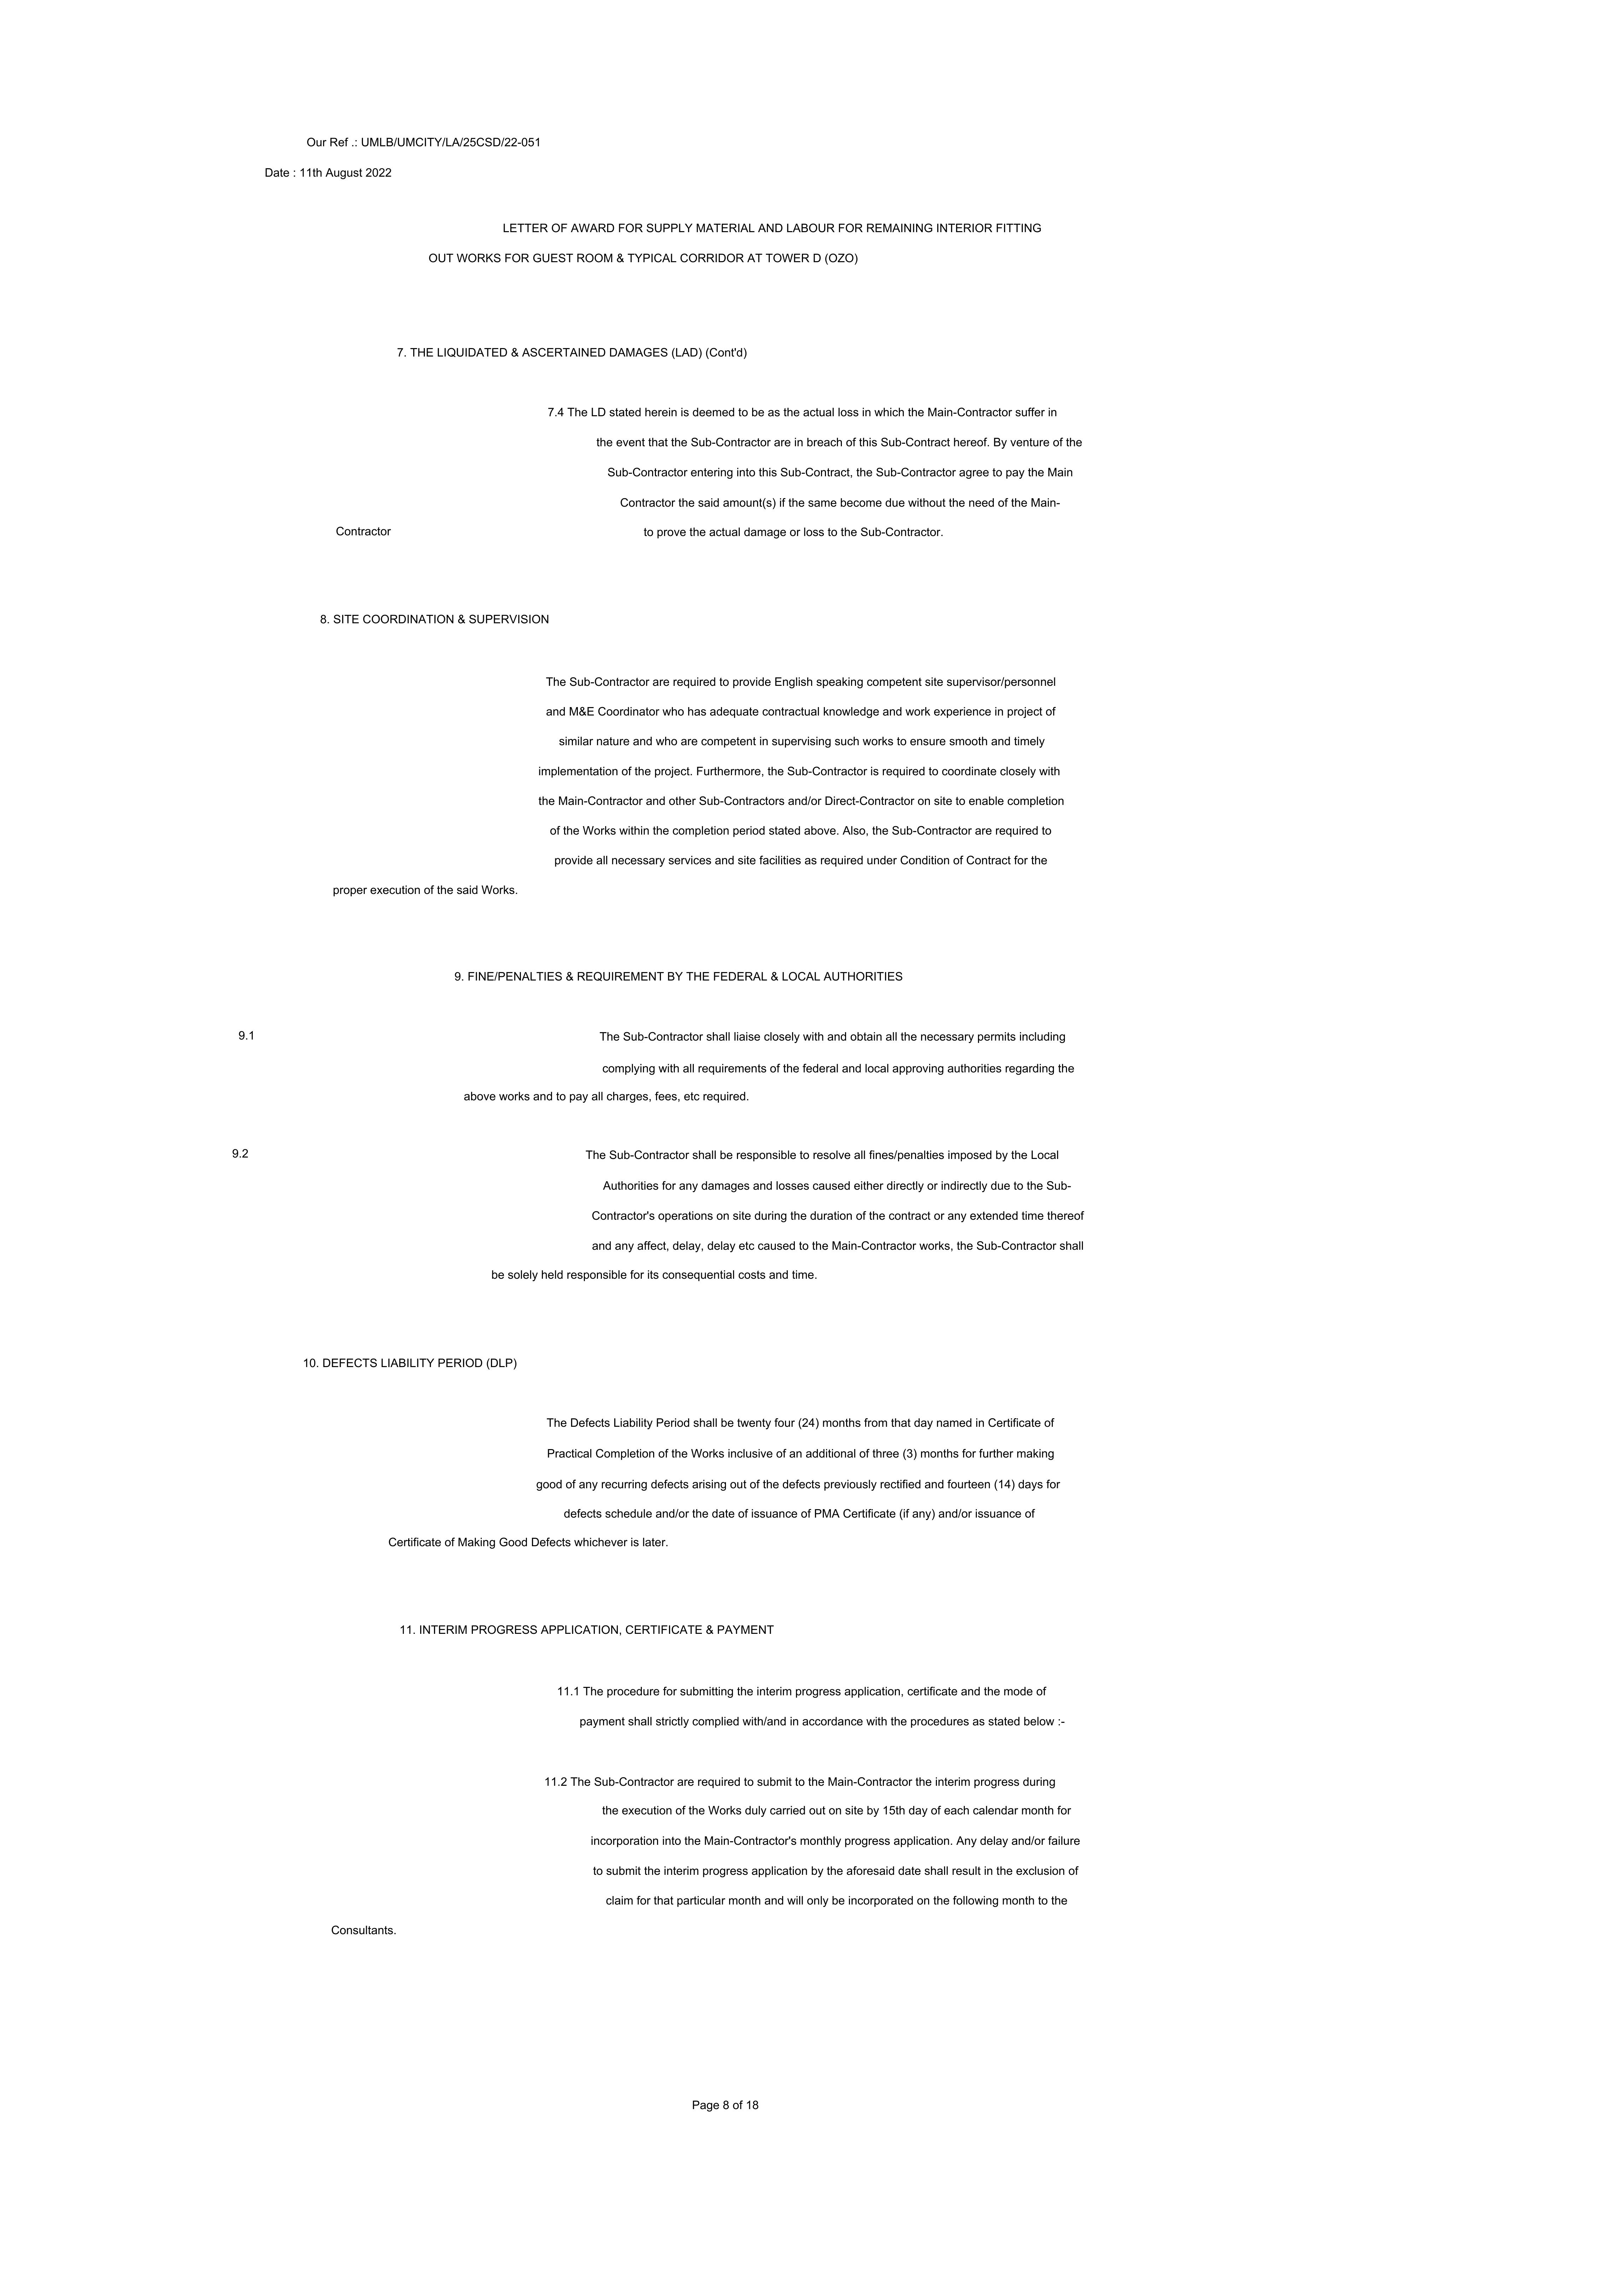 Our Ref .: UMLB/UMCITY/LA/25CSD/22-051
Date : 11th August 2022
LETTER OF AWARD FOR SUPPLY MATERIAL AND LABOUR FOR REMAINING INTERIOR FITTING
OUT WORKS FOR GUEST ROOM & TYPICAL CORRIDOR AT TOWER D (OZO)
7. THE LIQUIDATED & ASCERTAINED DAMAGES (LAD) (Cont'd)
7.4 The LD stated herein is deemed to be as the actual loss in which the Main-Contractor suffer in
the event that the Sub-Contractor are in breach of this Sub-Contract hereof. By venture of the
Sub-Contractor entering into this Sub-Contract, the Sub-Contractor agree to pay the Main
Contractor the said amount(s) if the same become due without the need of the Main-
Contractor to prove the actual damage or loss to the Sub-Contractor.
8. SITE COORDINATION & SUPERVISION
The Sub-Contractor are required to provide English speaking competent site supervisor/personnel
and M&E Coordinator who has adequate contractual knowledge and work experience in project of
similar nature and who are competent in supervising such works to ensure smooth and timely
implementation of the project. Furthermore, the Sub-Contractor is required to coordinate closely with
the Main-Contractor and other Sub-Contractors and/or Direct-Contractor on site to enable completion
of the Works within the completion period stated above. Also, the Sub-Contractor are required to
provide all necessary services and site facilities as required under Condition of Contract for the
proper execution of the said Works.
9. FINE/PENALTIES & REQUIREMENT BY THE FEDERAL & LOCAL AUTHORITIES
9.1 The Sub-Contractor shall liaise closely with and obtain all the necessary permits including
complying with all requirements of the federal and local approving authorities regarding the
above works and to pay all charges, fees, etc required.
9.2 The Sub-Contractor shall be responsible to resolve all fines/penalties imposed by the Local
Authorities for any damages and losses caused either directly or indirectly due to the Sub-
Contractor's operations on site during the duration of the contract or any extended time thereof
and any affect, delay, delay etc caused to the Main-Contractor works, the Sub-Contractor shall
be solely held responsible for its consequential costs and time.
10. DEFECTS LIABILITY PERIOD (DLP)
The Defects Liability Period shall be twenty four (24) months from that day named in Certificate of
Practical Completion of the Works inclusive of an additional of three (3) months for further making
good of any recurring defects arising out of the defects previously rectified and fourteen (14) days for
defects schedule and/or the date of issuance of PMA Certificate (if any) and/or issuance of
Certificate of Making Good Defects whichever is later.
11. INTERIM PROGRESS APPLICATION, CERTIFICATE & PAYMENT
11.1 The procedure for submitting the interim progress application, certificate and the mode of
payment shall strictly complied with/and in accordance with the procedures as stated below :-
11.2 The Sub-Contractor are required to submit to the Main-Contractor the interim progress during
the execution of the Works duly carried out on site by 15th day of each calendar month for
incorporation into the Main-Contractor's monthly progress application. Any delay and/or failure
to submit the interim progress application by the aforesaid date shall result in the exclusion of
claim for that particular month and will only be incorporated on the following month to the
Consultants.
Page 8 of 18